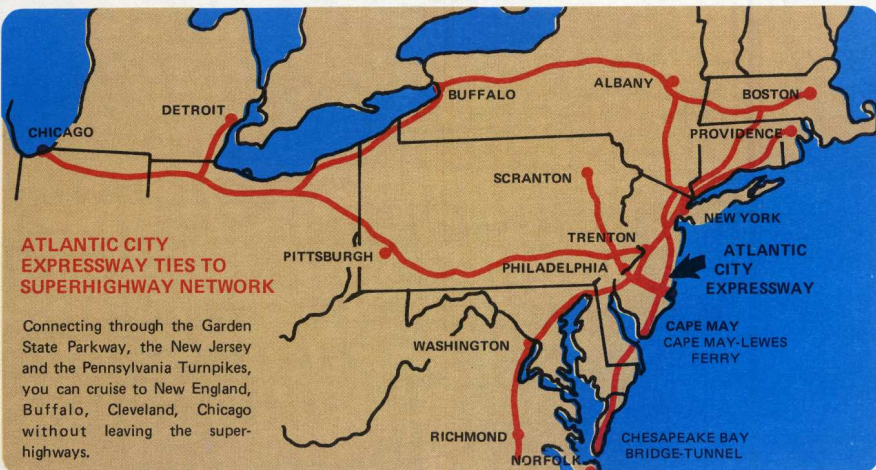 BUFFALO
ALBANY
BOSTON
DETROIT
CHICAGO
PROVIDENCE
SCRANTON
NEW YORK
TRENTON
PITTSBURGH
PHILADELPHIA
ATLANTIC
CITY
EXPRESSWAY
ATLANTIC CITY
EXPRESSWAY TIES TO
SUPERHIGHWAY NETWORK
Connecting through the Garden
State Parkway, the New Jersey
and the Pennsylvania Turnpikes,
you can cruise to New England,
Buffalo, Cleveland, Chicago
without leaving the super-
highways.
WASHINGTON
CAPE MAY
CAPE MAY-LEWES
FERRY
RICHMOND
NORFOLK
CHESAPEAKE BAY
BRIDGE-TUNNEL